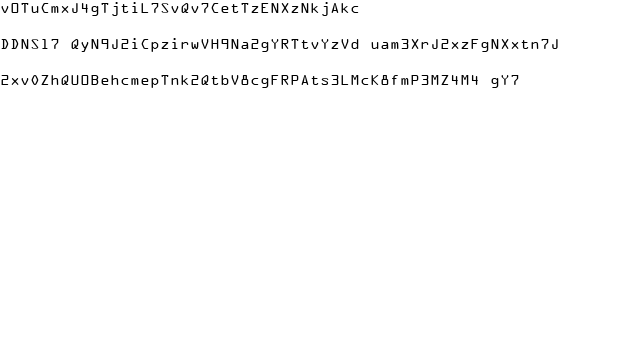 vOTuCmxJ4gTjtiL7SvQv7CetTzENXzNkjAkc
DDNSl7 QyN9J2iCpzirwVH9Na2gYRTtvYzVd uam3XrJ2xzFgNXxtn7J
2xv0ZhQUOBehcmepTnk2QtbV8cgFRPAts3LMcK8fmP3MZ4M4 gY7